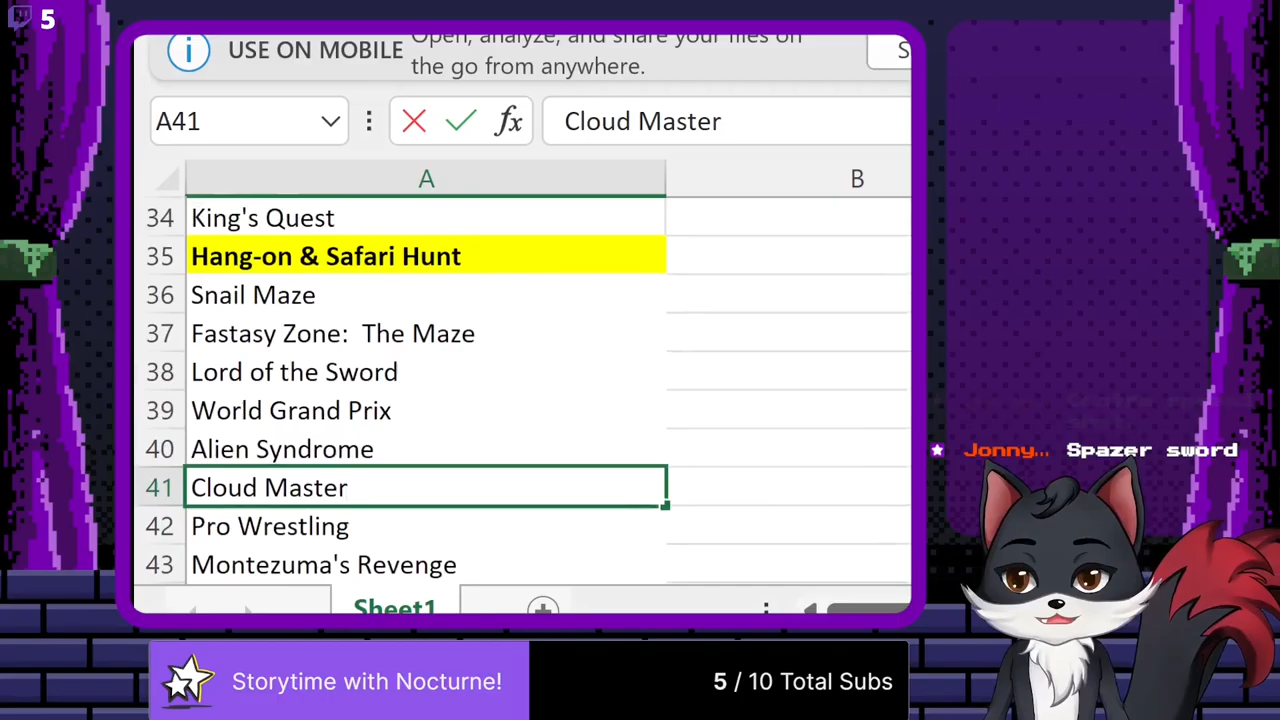 5
USE ON MOBILE
Open, analyze, and share your files on
the go from anywhere.
S
A41
fx
Cloud Master
A
B
34 King's Quest
35 Hang-on & Safari Hunt
36 Snail Maze
37 Fastasy Zone:  The Maze
38 Lord of the Sword
39 World Grand Prix
40 Alien Syndrome
41 Cloud Master
42 Pro Wrestling
43 Montezuma's Revenge
Sheet1
Jonny... Spazer sword
Storytime with Nocturne!
5 / 10 Total Subs